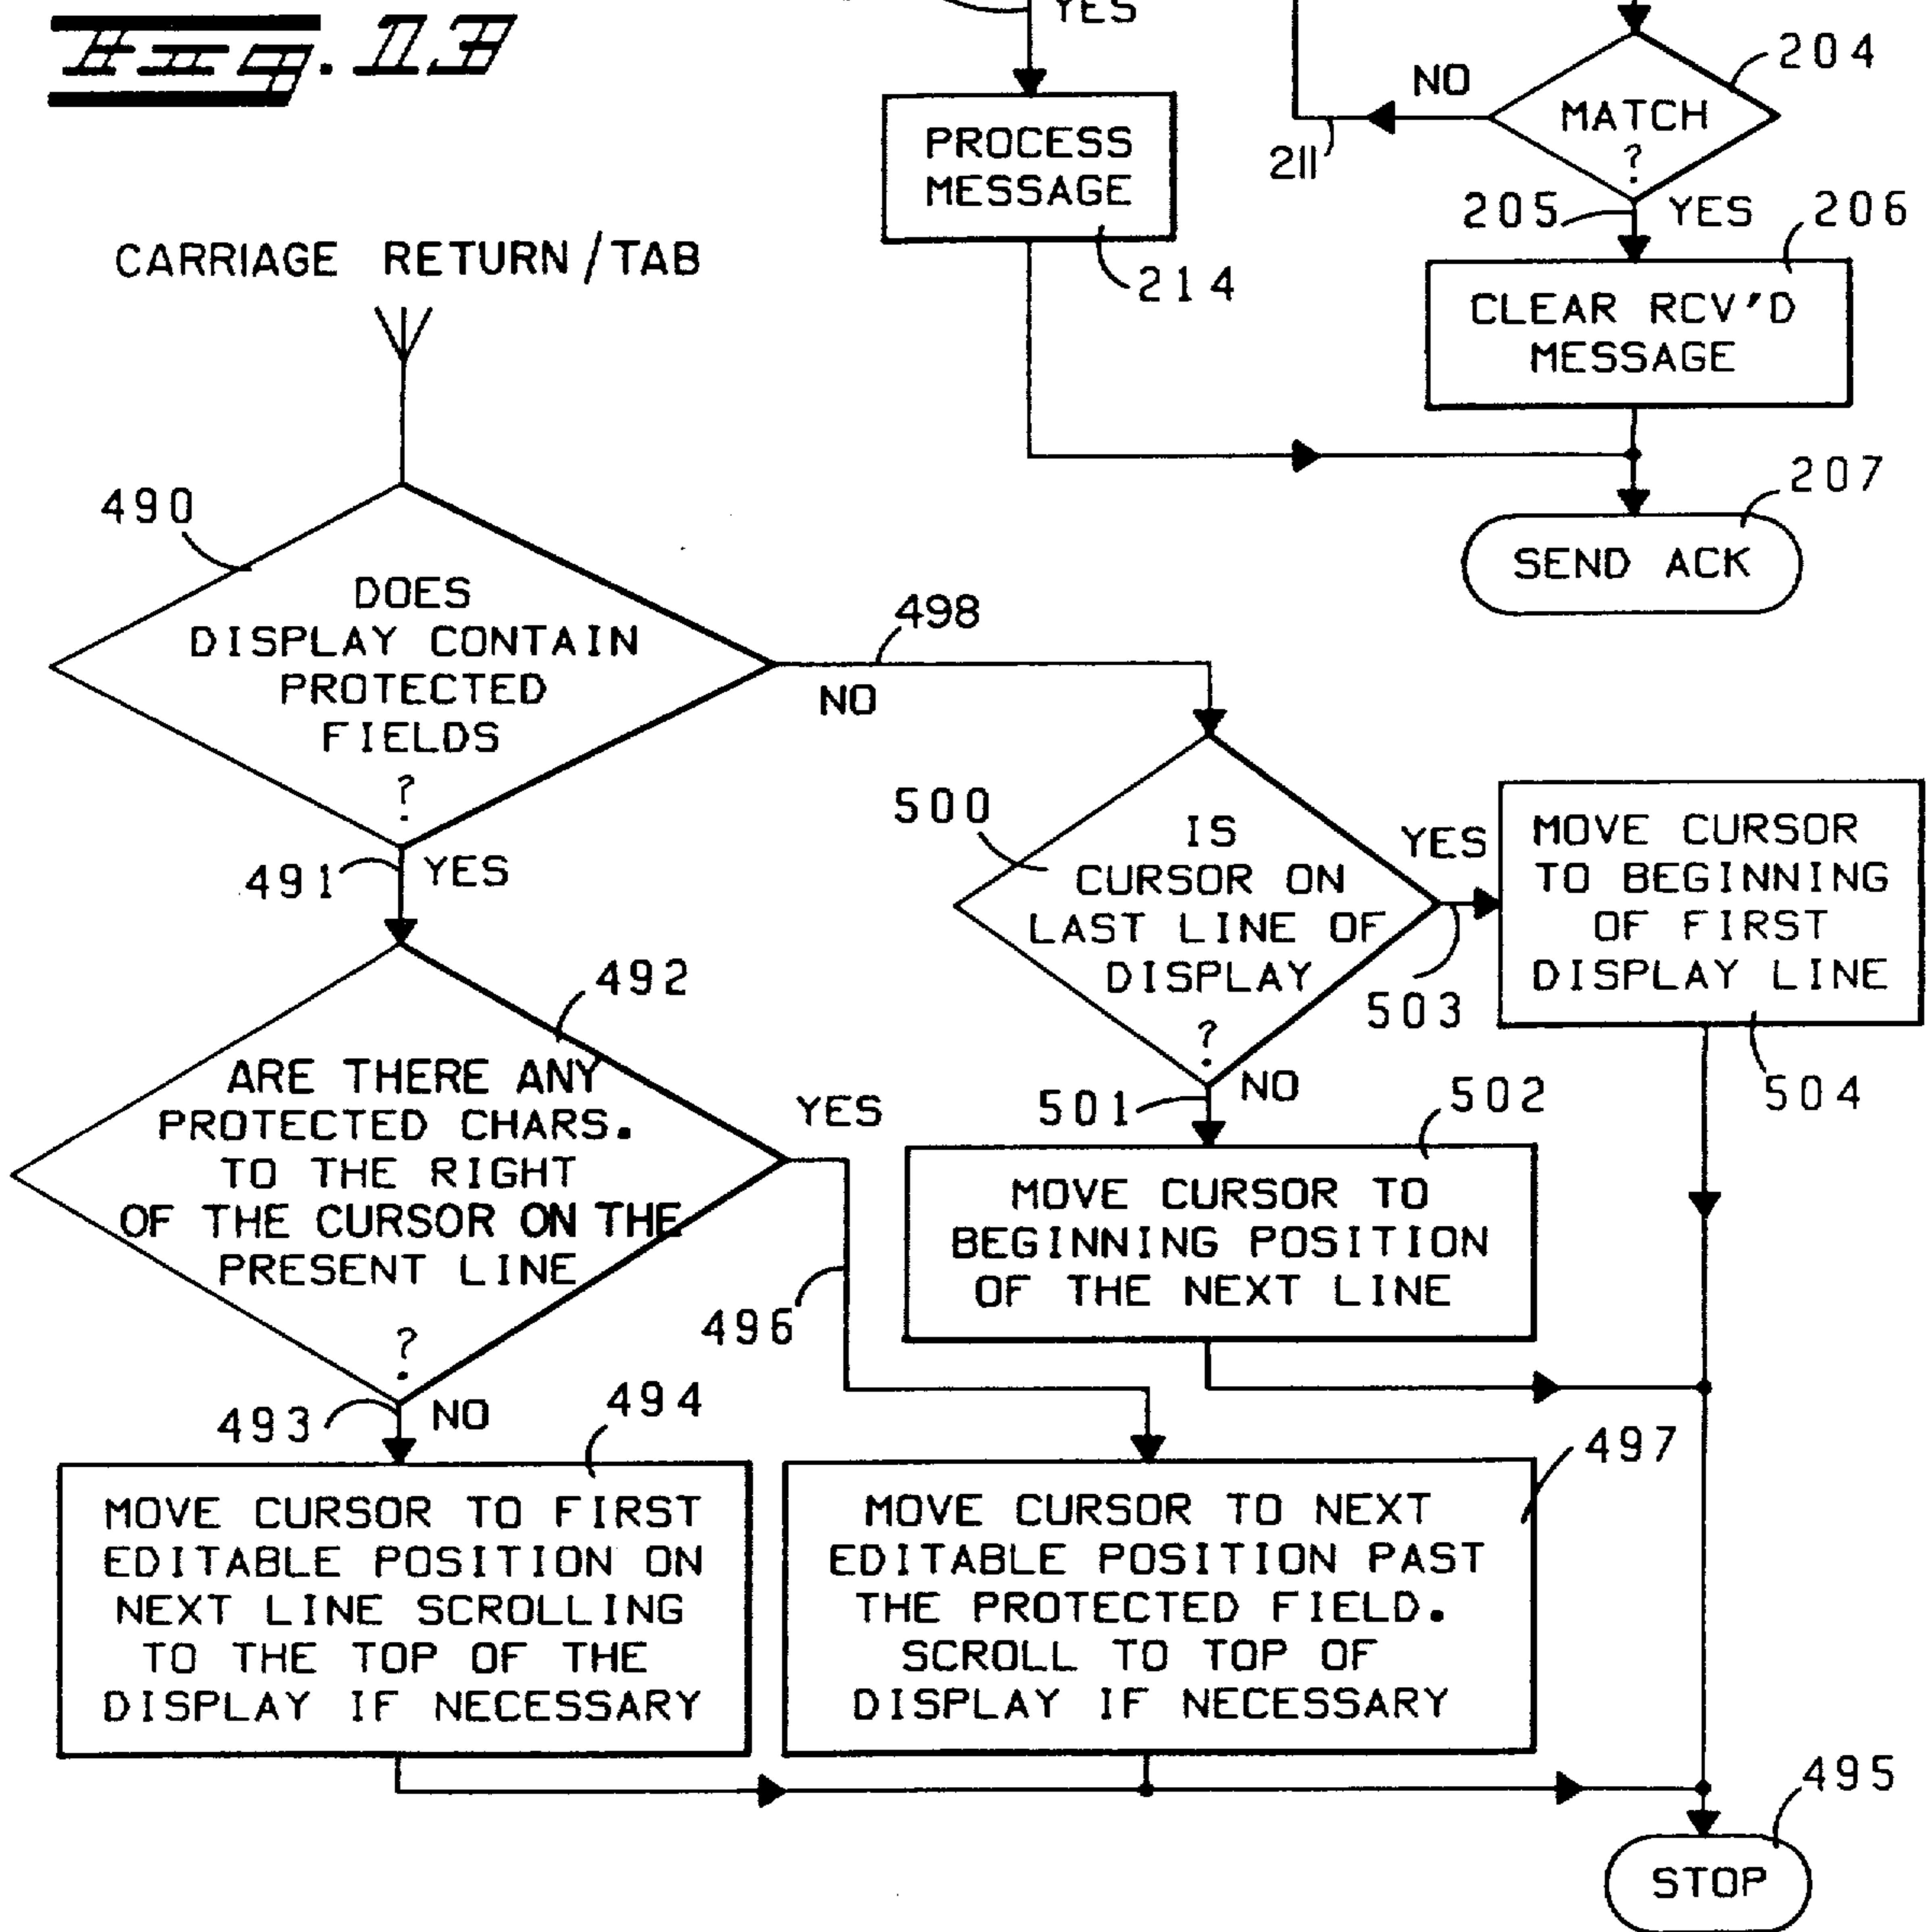 Fig. 13
YES
PROCESS
MESSAGE
214
NO
211
204
MATCH
?
205
YES
206
CLEAR RCV'D
MESSAGE
207
SEND ACK
CARRIAGE RETURN/TAB
490
DOES
DISPLAY CONTAIN
PROTECTED
FIELDS
?
498
NO
491
YES
500
IS
CURSOR ON
LAST LINE OF
DISPLAY
?
YES
503
MOVE CURSOR
TO BEGINNING
OF FIRST
DISPLAY LINE
504
492
ARE THERE ANY
PROTECTED CHARS.
TO THE RIGHT
OF THE CURSOR ON THE
PRESENT LINE
?
YES
496
501
NO
502
MOVE CURSOR TO
BEGINNING POSITION
OF THE NEXT LINE
493
NO
494
MOVE CURSOR TO FIRST
EDITABLE POSITION ON
NEXT LINE SCROLLING
TO THE TOP OF THE
DISPLAY IF NECESSARY
497
MOVE CURSOR TO NEXT
EDITABLE POSITION PAST
THE PROTECTED FIELD.
SCROLL TO TOP OF
DISPLAY IF NECESSARY
495
STOP